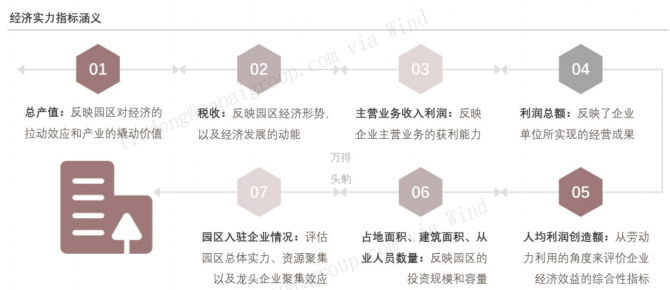 经济实力指标涵义
01
02
03
04
总产值：反映园区对经济的
拉动效应和产业的撬动价值
税收：反映园区经济形势，
以及经济发展的动能
主营业务收入利润：反映
企业主营业务的获利能力
利润总额：反映了企业
单位所实现的经营成果
万得
头豹
07
06
05
园区入驻企业情况：评估
园区总体实力、资源聚集
以及龙头企业聚集效应
占地面积、建筑面积、从
业人员数量：反映园区的
投资规模和容量
人均利润创造额：从劳动
力利用的角度来评价企业
经济效益的综合性指标
via Wind